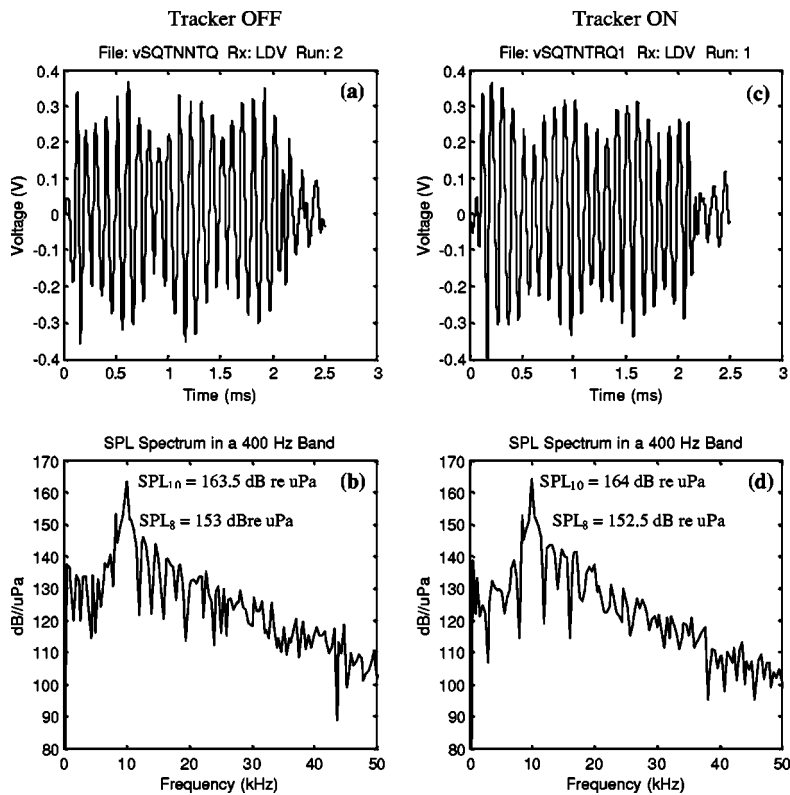 Tracker OFF
File: vSQTNNTQ Rx: LDV Run: 2
(a)
0.4
0.3
0.2
0.1
0
-0.1
-0.2
-0.3
-0.4
Voltage (V)
0 0.5 1 1.5 2 2.5 3
Time (ms)
Tracker ON
File: vSQTNTRQ1 Rx: LDV Run: 1
(c)
0.4
0.3
0.2
0.1
0
-0.1
-0.2
-0.3
-0.4
Voltage (V)
0 0.5 1 1.5 2 2.5 3
Time (ms)
SPL Spectrum in a 400 Hz Band
(b)
SPL₁₀ = 163.5 dB re uPa
SPL₈ = 153 dBre uPa
170
160
150
140
130
120
110
100
90
80
dB//uPa
0 10 20 30 40 50
Frequency (kHz)
SPL Spectrum in a 400 Hz Band
(d)
SPL₁₀ = 164 dB re uPa
SPL₈ = 152.5 dB re uPa
170
160
150
140
130
120
110
100
90
80
dB//uPa
0 10 20 30 40 50
Frequency (kHz)